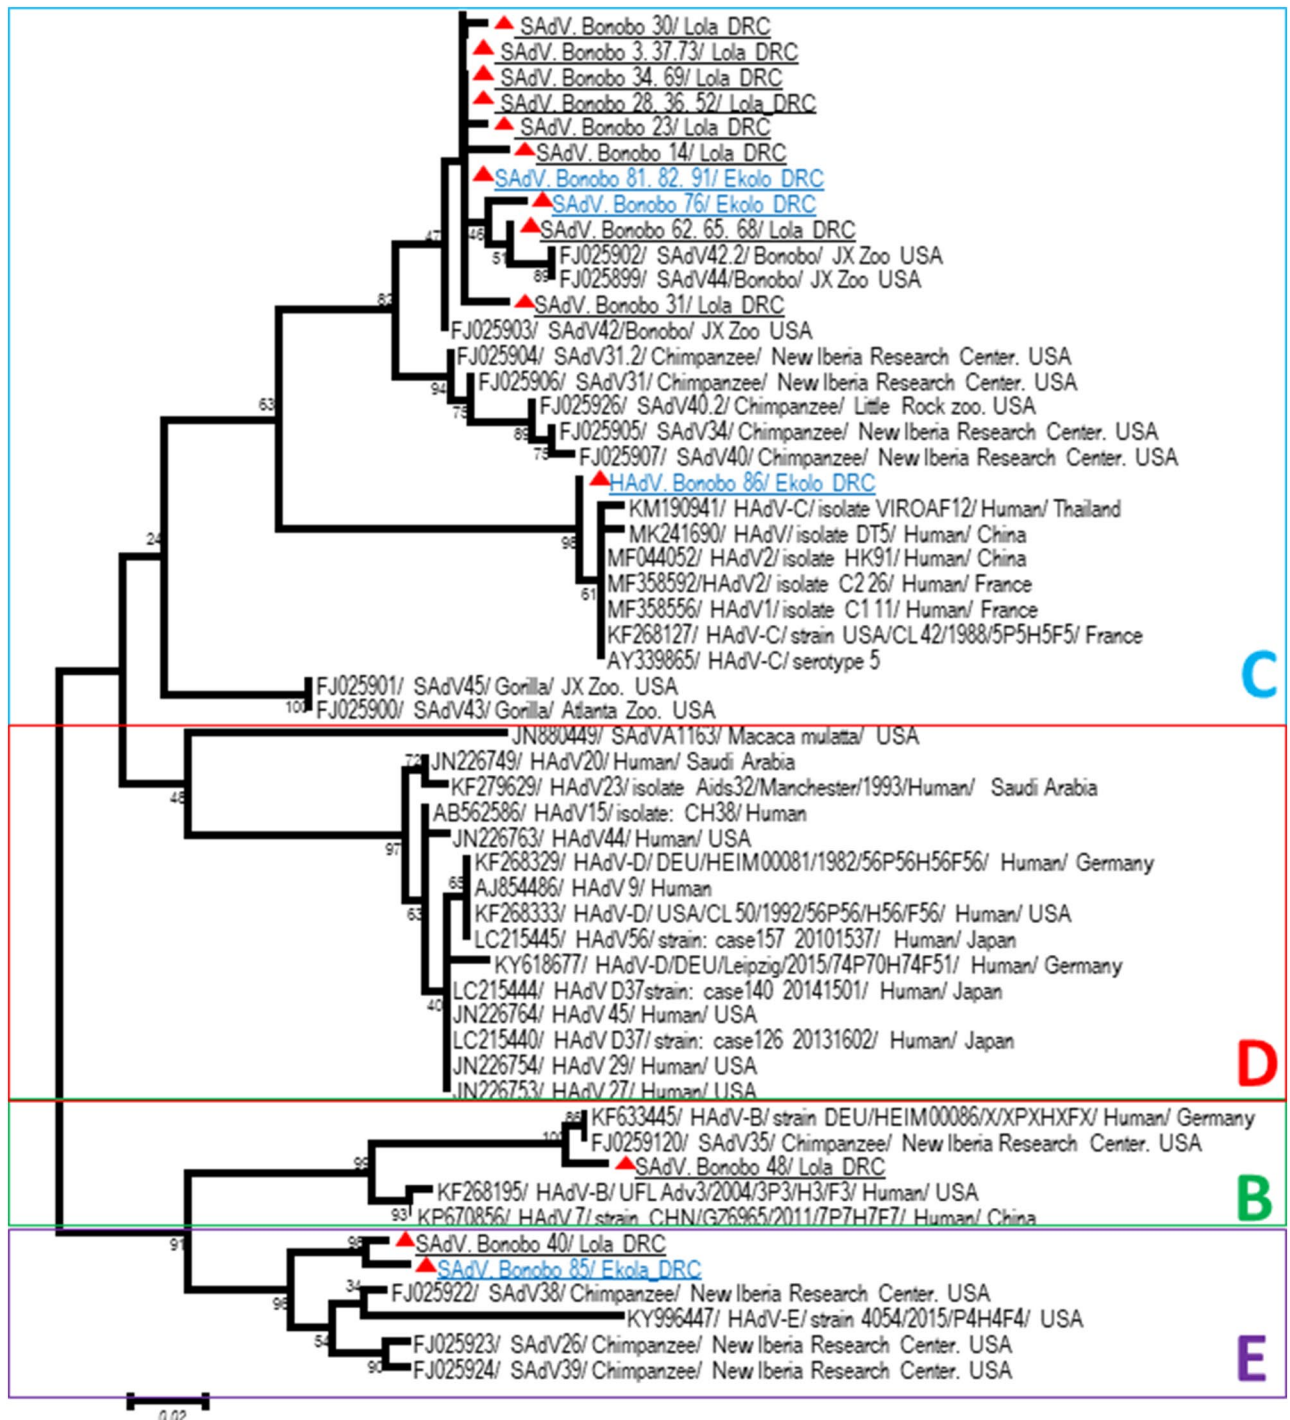 SAdV. Bonobo 30/ Lola DRC
SAdV. Bonobo 3. 37.73/ Lola DRC
SAdV. Bonobo 34. 69/ Lola DRC
SAdV. Bonobo 28. 36. 52/ Lola_DRC
SAdV. Bonobo 23/ Lola DRC
SAdV. Bonobo 14/ Lola DRC
SAdV. Bonobo 81. 82. 91/ Ekolo DRC
SAdV. Bonobo 76/ Ekolo DRC
47 46 SAdV. Bonobo 62. 65. 68/ Lola DRC
51 FJ025902/ SAdV42.2/ Bonobo/ JX Zoo USA
89 FJ025899/ SAdV44/Bonobo/ JX Zoo USA
82 SAdV. Bonobo 31/ Lola DRC
FJ025903/ SAdV42/Bonobo/ JX Zoo USA
FJ025904/ SAdV31.2/ Chimpanzee/ New Iberia Research Center. USA
94 FJ025906/ SAdV31/ Chimpanzee/ New Iberia Research Center. USA
63 75 FJ025926/ SAdV40.2/ Chimpanzee/ Little Rock zoo. USA
89 FJ025905/ SAdV34/ Chimpanzee/ New Iberia Research Center. USA
75 FJ025907/ SAdV40/ Chimpanzee/ New Iberia Research Center. USA
HAdV. Bonobo 86/ Ekolo DRC
KM190941/ HAdV-C/ isolate VIROAF12/ Human/ Thailand
24 98 MK241690/ HAdV/ isolate DT5/ Human/ China
MF044052/ HAdV2/ isolate HK91/ Human/ China
61 MF358592/HAdV2/ isolate C2 26/ Human/ France
MF358556/ HAdV1/ isolate C1 11/ Human/ France
KF268127/ HAdV-C/ strain USA/CL 42/1988/5P5H5F5/ France
AY339865/ HAdV-C/ serotype 5
C
FJ025901/ SAdV45/ Gorilla/ JX Zoo. USA
100 FJ025900/ SAdV43/ Gorilla/ Atlanta Zoo. USA
JN880449/ SAdVA1163/ Macaca mulatta/ USA
72 JN226749/ HAdV20/ Human/ Saudi Arabia
48 KF279629/ HAdV23/ isolate Aids32/Manchester/1993/Human/ Saudi Arabia
AB562586/ HAdV15/ isolate: CH38/ Human
97 JN226763/ HAdV44/ Human/ USA
KF268329/ HAdV-D/ DEU/HEIM00081/1982/56P56H56F56/ Human/ Germany
65 AJ854486/ HAdV 9/ Human
63 KF268333/ HAdV-D/ USA/CL 50/1992/56P56/H56/F56/ Human/ USA
LC215445/ HAdV56/ strain: case157 20101537/ Human/ Japan
KY618677/ HAdV-D/DEU/Leipzig/2015/74P70H74F51/ Human/ Germany
40 LC215444/ HAdV D37strain: case140 20141501/ Human/ Japan
JN226764/ HAdV 45/ Human/ USA
LC215440/ HAdV D37/ strain: case126 20131602/ Human/ Japan
JN226754/ HAdV 29/ Human/ USA
D
JN226753/ HAdV 27/ Human/ USA
86 KF633445/ HAdV-B/ strain DEU/HEIM00086/X/XPXHXFX/ Human/ Germany
100 FJ0259120/ SAdV35/ Chimpanzee/ New Iberia Research Center. USA
99 SAdV. Bonobo 48/ Lola DRC
KF268195/ HAdV-B/ UFL Adv3/2004/3P3/H3/F3/ Human/ USA
B
93 KP670856/ HAdV 7/ strain CHN/GZ6965/2011/7P7H7F7/ Human/ China
91 98 SAdV. Bonobo 40/ Lola DRC
SAdV. Bonobo 85/ Ekola_DRC
96 34 FJ025922/ SAdV38/ Chimpanzee/ New Iberia Research Center. USA
KY996447/ HAdV-E/ strain 4054/2015/P4H4F4/ USA
54 FJ025923/ SAdV26/ Chimpanzee/ New Iberia Research Center. USA
90 FJ025924/ SAdV39/ Chimpanzee/ New Iberia Research Center. USA
E
0.02